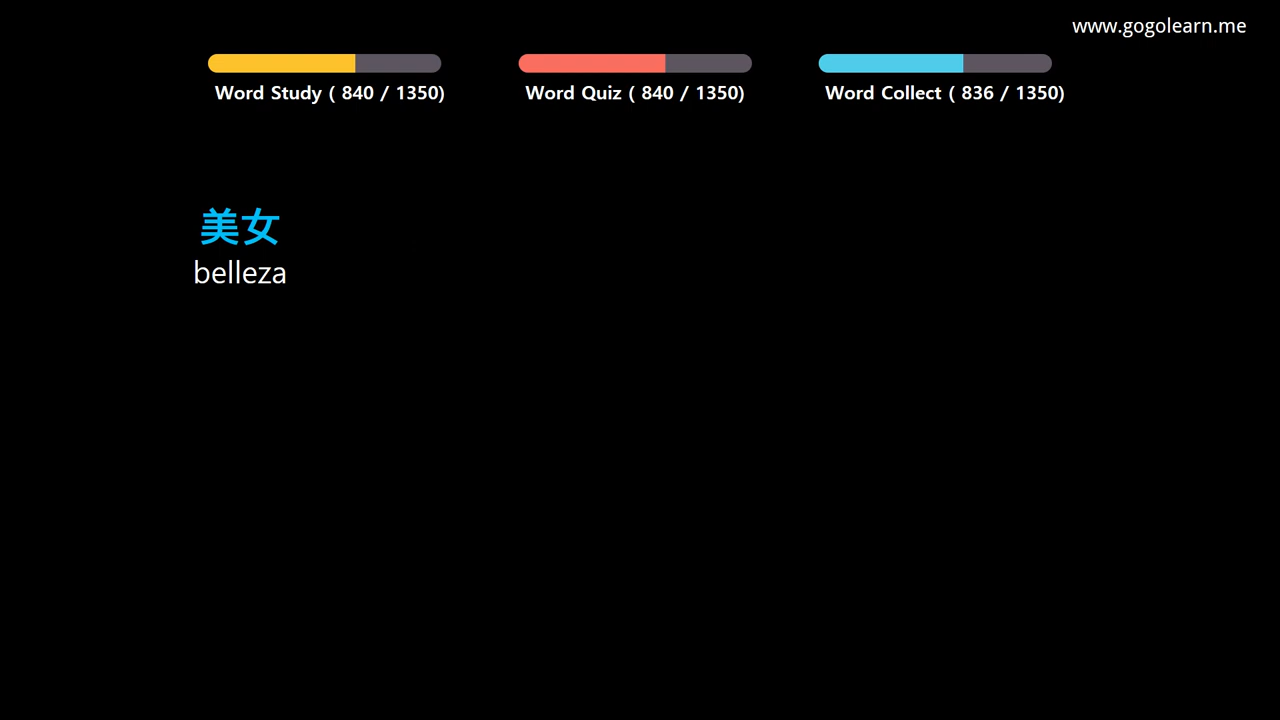 www.gogolearn.me
Word Study ( 840 / 1350)
Word Quiz ( 840 / 1350)
Word Collect ( 836 / 1350)
美女
belleza